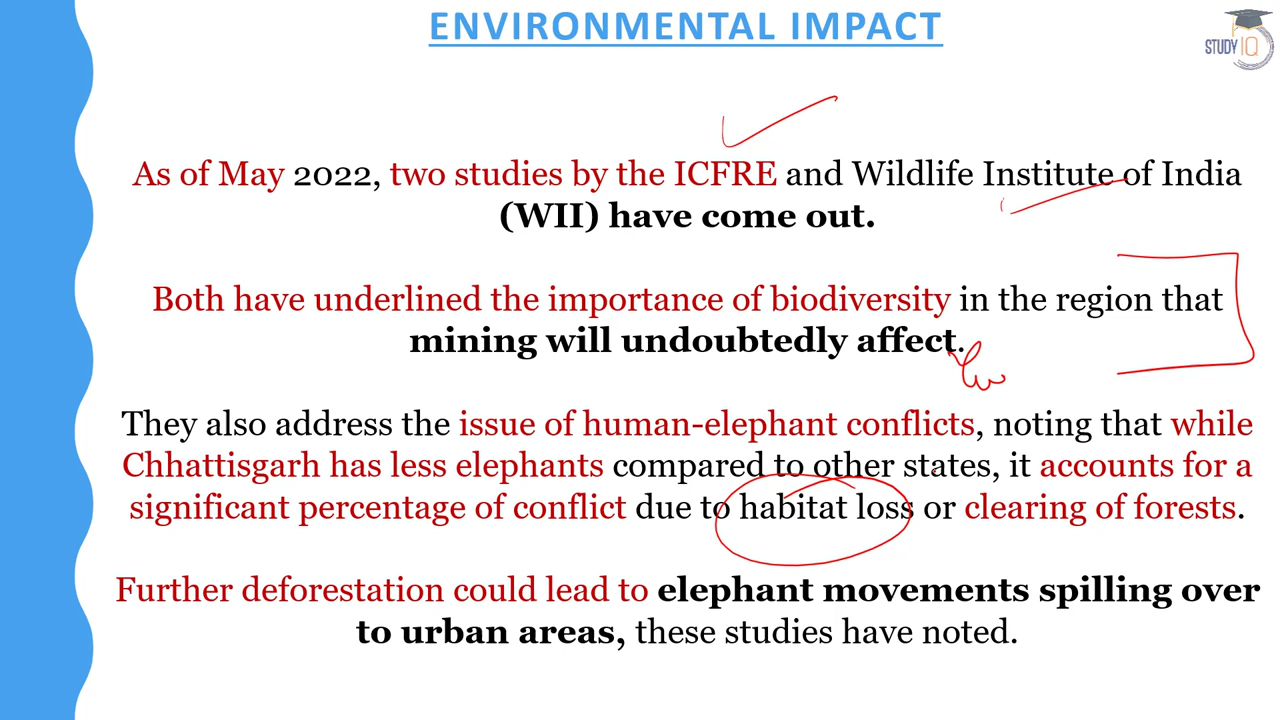 ENVIRONMENTAL IMPACT
STUDY IQ
As of May 2022, two studies by the ICFRE and Wildlife Institute of India
(WII) have come out.
Both have underlined the importance of biodiversity in the region that
mining will undoubtedly affect.
They also address the issue of human-elephant conflicts, noting that while
Chhattisgarh has less elephants compared to other states, it accounts for a
significant percentage of conflict due to habitat loss or clearing of forests.
Further deforestation could lead to elephant movements spilling over
to urban areas, these studies have noted.